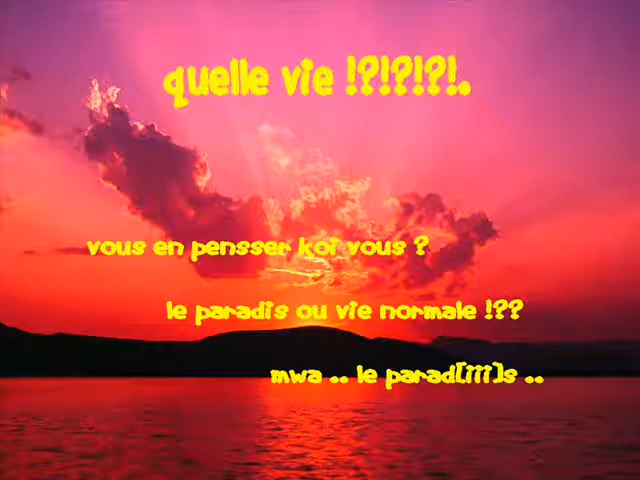 quelle vie !?!?!?!.
vous en pensser koi vous ?
le paradis ou vie normale !??
mwa .. le parad[iii]s ..